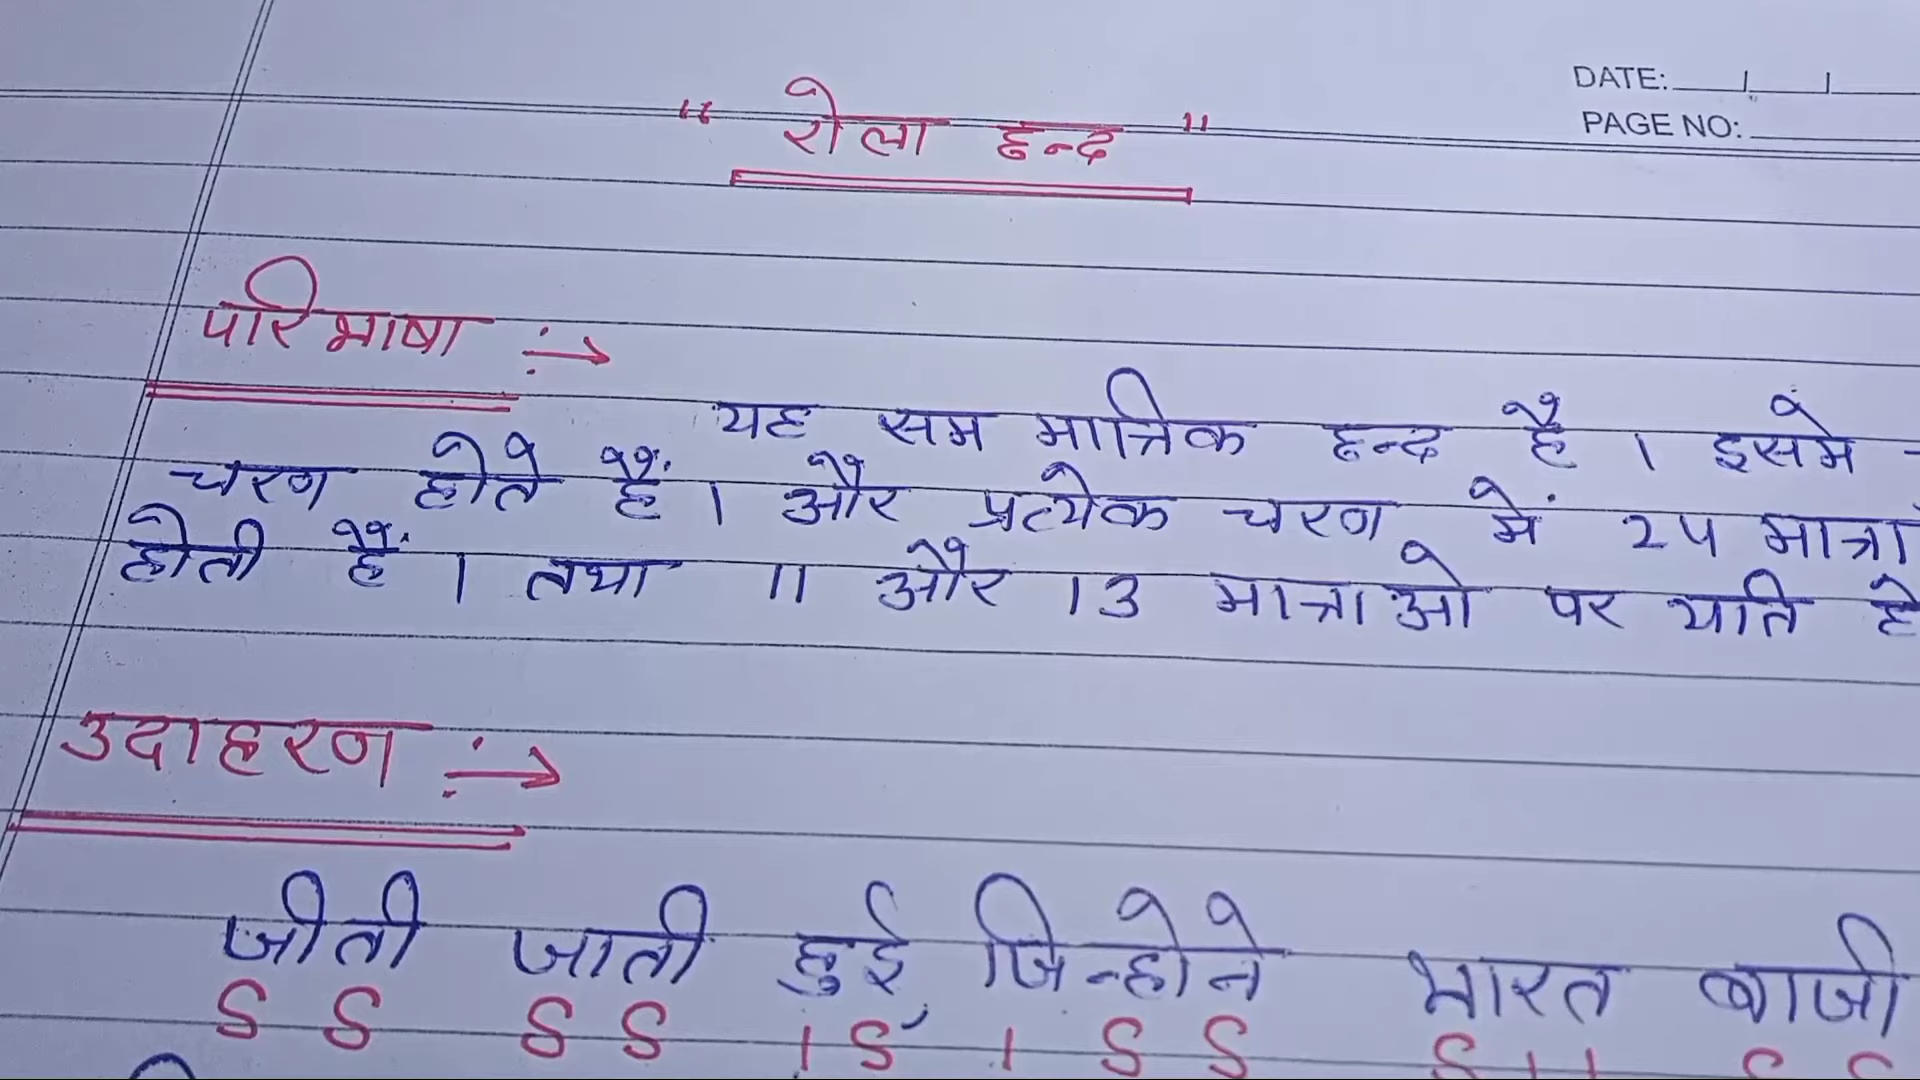 DATE:
PAGE NO:
" रोला छन्द "
परिभाषा ÷→
यह सम मात्रिक छन्द है । इसमे
चरण होते हैं । और प्रत्येक चरण में 24 मात्रा
होती हैं । तथा 11 और 13 मात्राओ पर यति
उदाहरण ÷→
जीती जाती हुई, जिन्होने भारत बाजी
S S S S । S । S S S । । S S